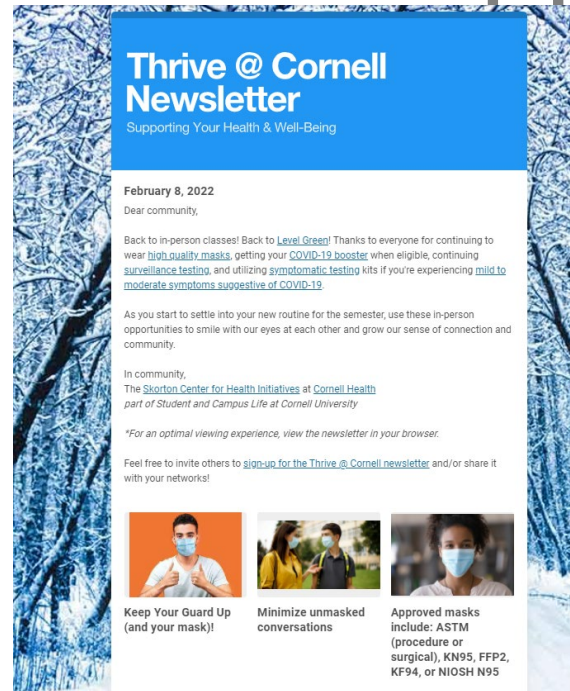 Thrive @ Cornell
Newsletter
Supporting Your Health & Well-Being
February 8, 2022
Dear community,
Back to in-person classes! Back to Level Green! Thanks to everyone for continuing to
wear high quality masks, getting your COVID-19 booster when eligible, continuing
surveillance testing, and utilizing symptomatic testing kits if you're experiencing mild to
moderate symptoms suggestive of COVID-19.
As you start to settle into your new routine for the semester, use these in-person
opportunities to smile with our eyes at each other and grow our sense of connection and
community.
In community,
The Skorton Center for Health Initiatives at Cornell Health
part of Student and Campus Life at Cornell University
*For an optimal viewing experience, view the newsletter in your browser.
Feel free to invite others to sign-up for the Thrive @ Cornell newsletter and/or share it
with your networks!
Keep Your Guard Up
(and your mask)!
Minimize unmasked
conversations
Approved masks
include: ASTM
(procedure or
surgical), KN95, FFP2,
KF94, or NIOSH N95